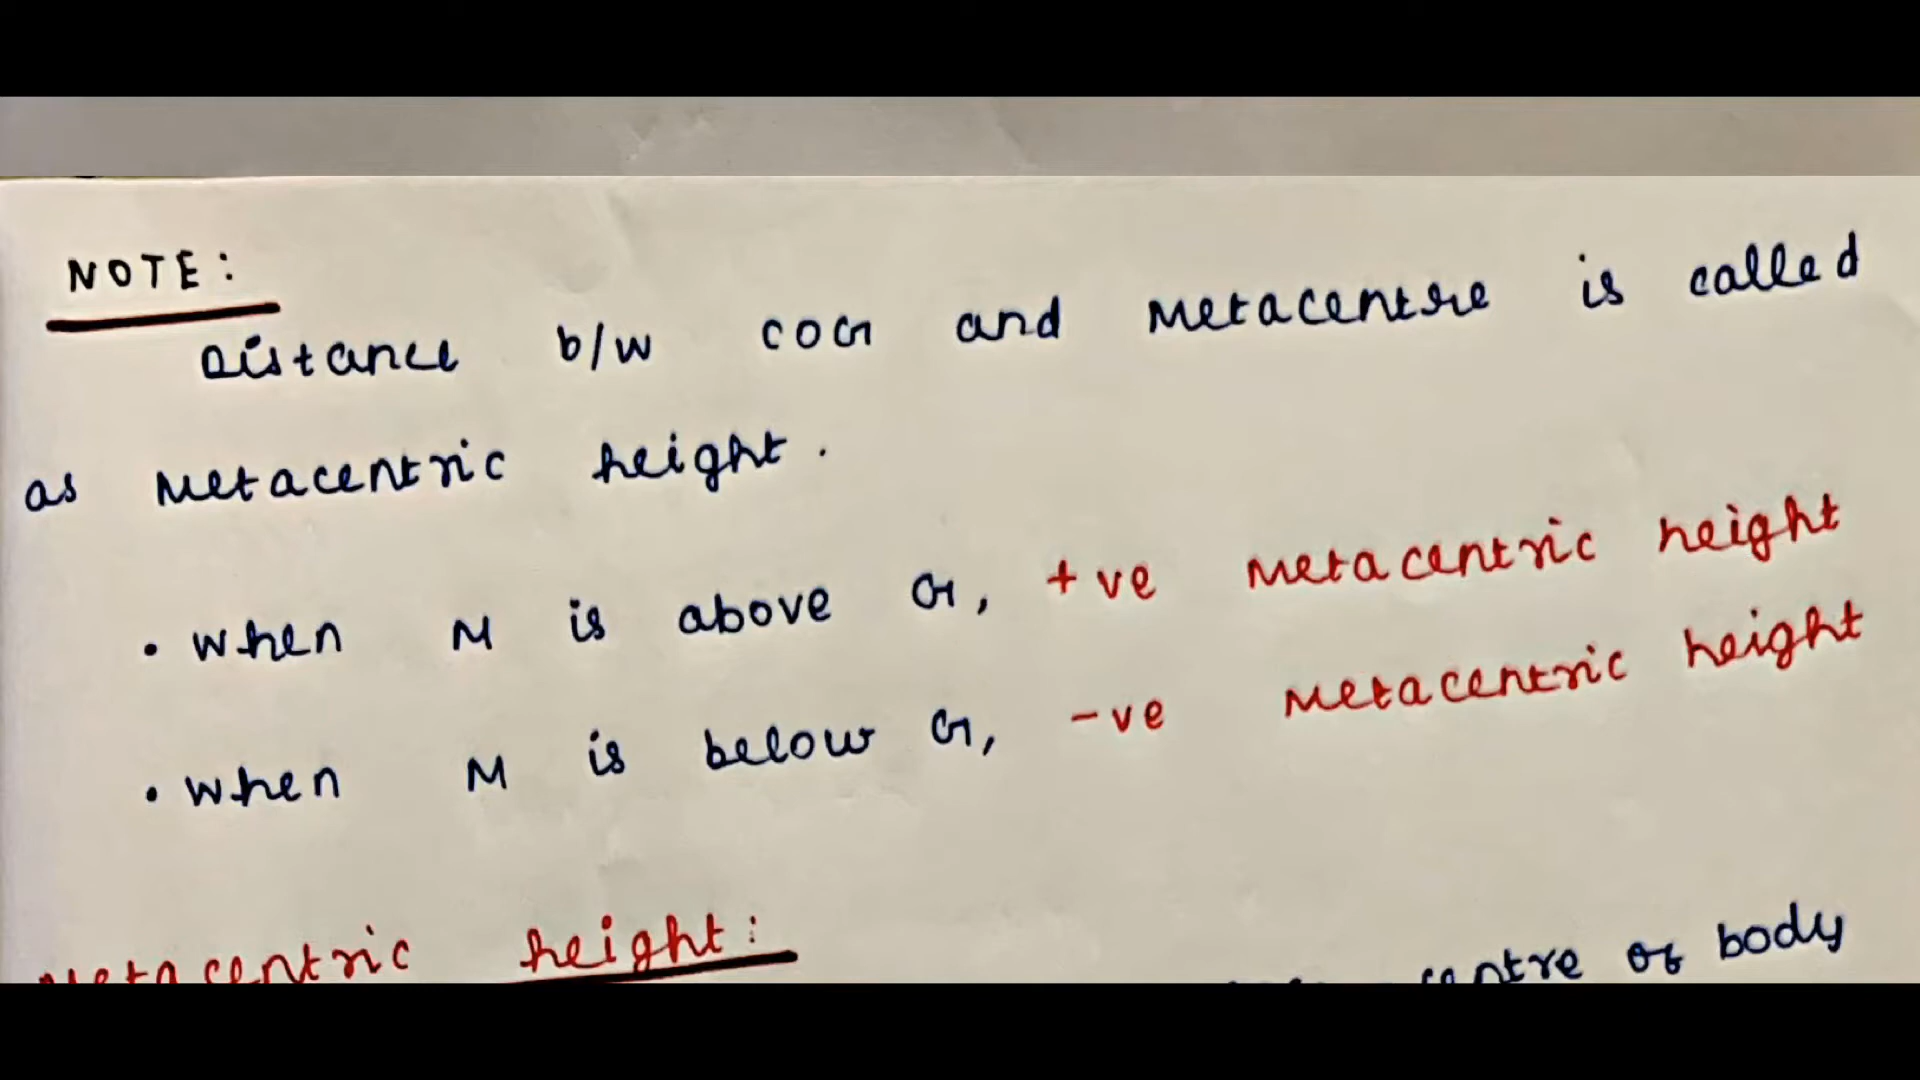 NOTE:
Distance b/w COG and Metacentre is called
as Metacentric height.
• When M is above G, +ve Metacentric height
• When M is below G, -ve Metacentric height
Metacentric height:
centre of body